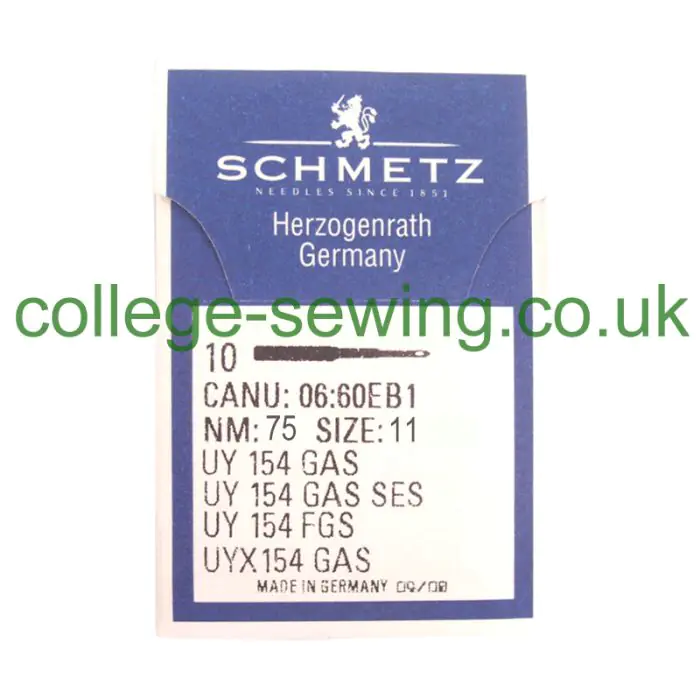 SCHMETZ
NEEDLES SINCE 1851
Herzogenrath
Germany
college-sewing.co.uk
10
CANU: 06:60EB1
NM: 75 SIZE: 11
UY 154 GAS
UY 154 GAS SES
UY 154 FGS
UYX154 GAS
MADE IN GERMANY 09/08